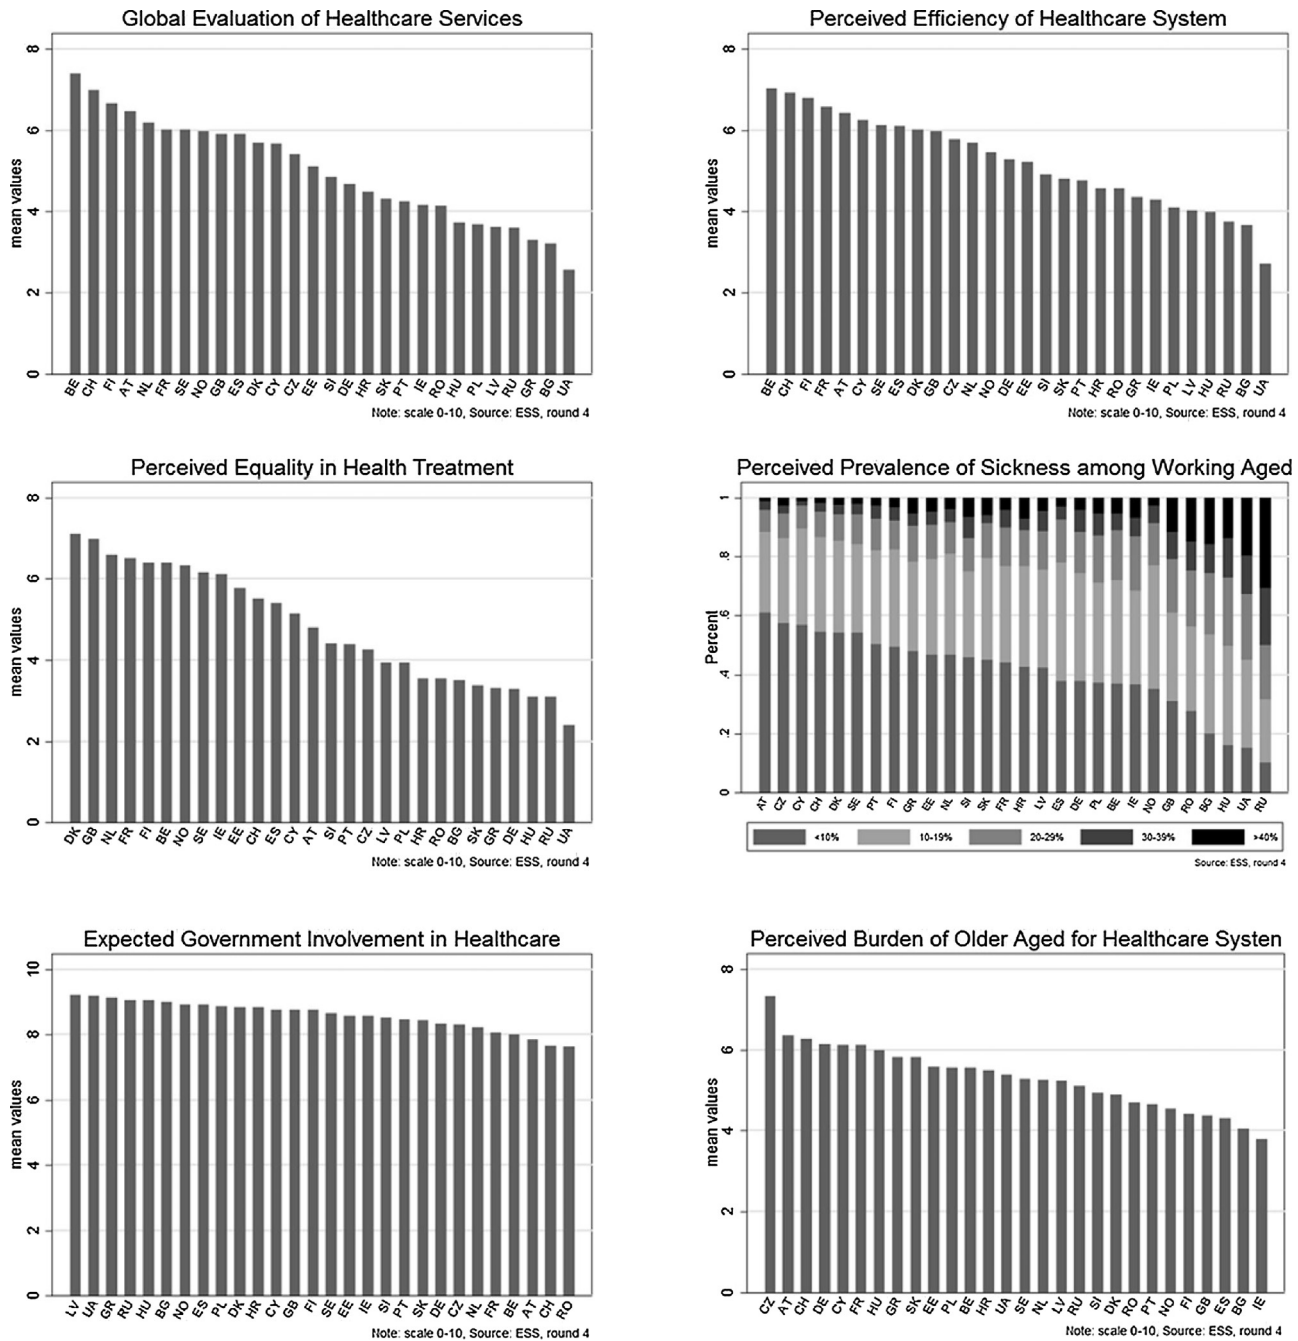 Global Evaluation of Healthcare Services
mean values
8
6
4
2
0
BE CH FI AT NL FR SE NO GB ES DK CY CZ EE SI DE HR SK PT IE RO HU PL LV RU GR BG UA
Note: scale 0-10, Source: ESS, round 4
Perceived Efficiency of Healthcare System
mean values
8
6
4
2
0
BE CH FI FR AT CY SE ES DK GB CZ NL NO DE EE SI SK PT HR RO GR IE PL LV HU RU BG UA
Note: scale 0-10, Source: ESS, round 4
Perceived Equality in Health Treatment
mean values
8
6
4
2
0
DK GB NL FR FI BE NO SE IE EE CH ES CY AT SI PT CZ LV PL HR RO BG SK GR DE HU RU UA
Note: scale 0-10, Source: ESS, round 4
Perceived Prevalence of Sickness among Working Aged
Percent
1
.8
.6
.4
.2
0
AT CZ CY CH DK SE PT FI GR EE NL SI SK FR HR LV ES DE PL BE IE NO GB RO BG HU UA RU
<10% 10-19% 20-29% 30-39% >40%
Source: ESS, round 4
Expected Government Involvement in Healthcare
mean values
10
8
6
4
2
0
LV UA GR RU HU BG NO ES PL DK HR CY GB FI SE EE IE SI PT SK DE CZ NL FR BE AT CH RO
Note: scale 0-10, Source: ESS, round 4
Perceived Burden of Older Aged for Healthcare Systen
mean values
8
6
4
2
0
CZ AT CH DE CY FR HU GR SK EE PL BE HR UA SE NL LV RU SI DK RO PT NO FI GB ES BG IE
Note: scale 0-10, Source: ESS, round 4